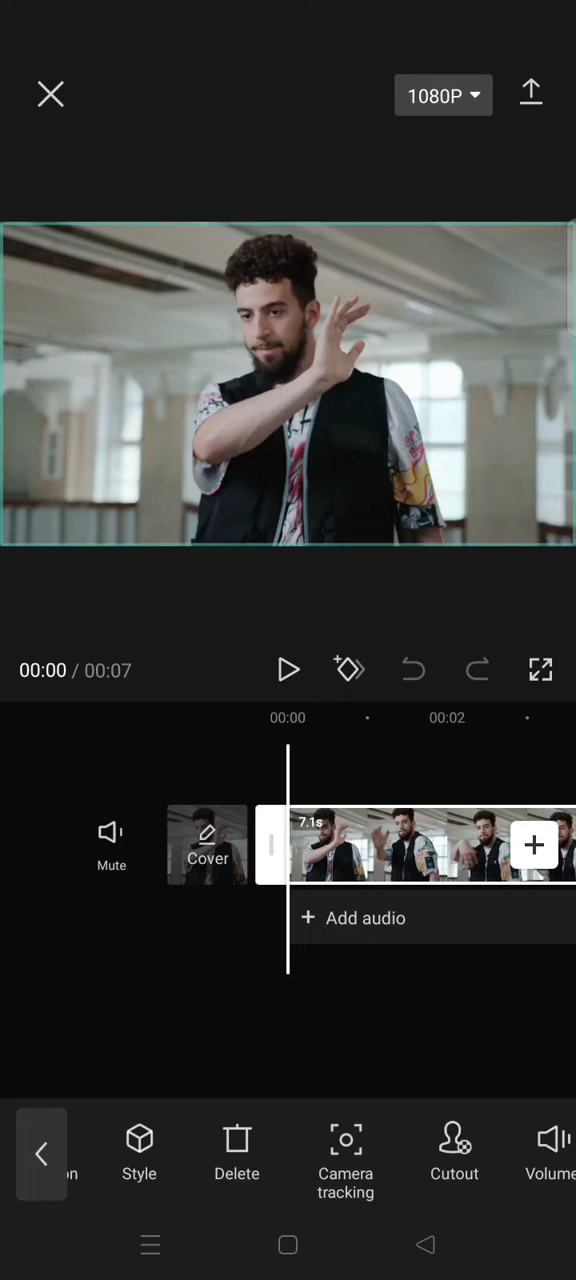 1080P
00:00 / 00:07
00:00
00:02
7.1s
Mute
Cover
Add audio
on
Style
Delete
Camera
tracking
Cutout
Volume